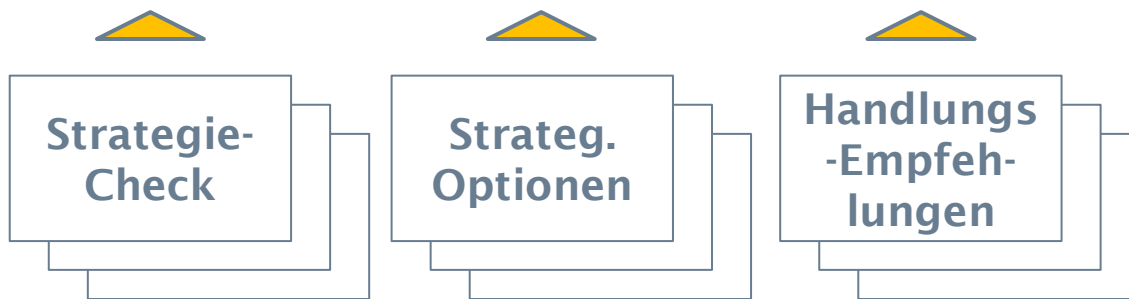 Strategie-
Check
Strateg.
Optionen
Handlungs
-Empfeh-
lungen